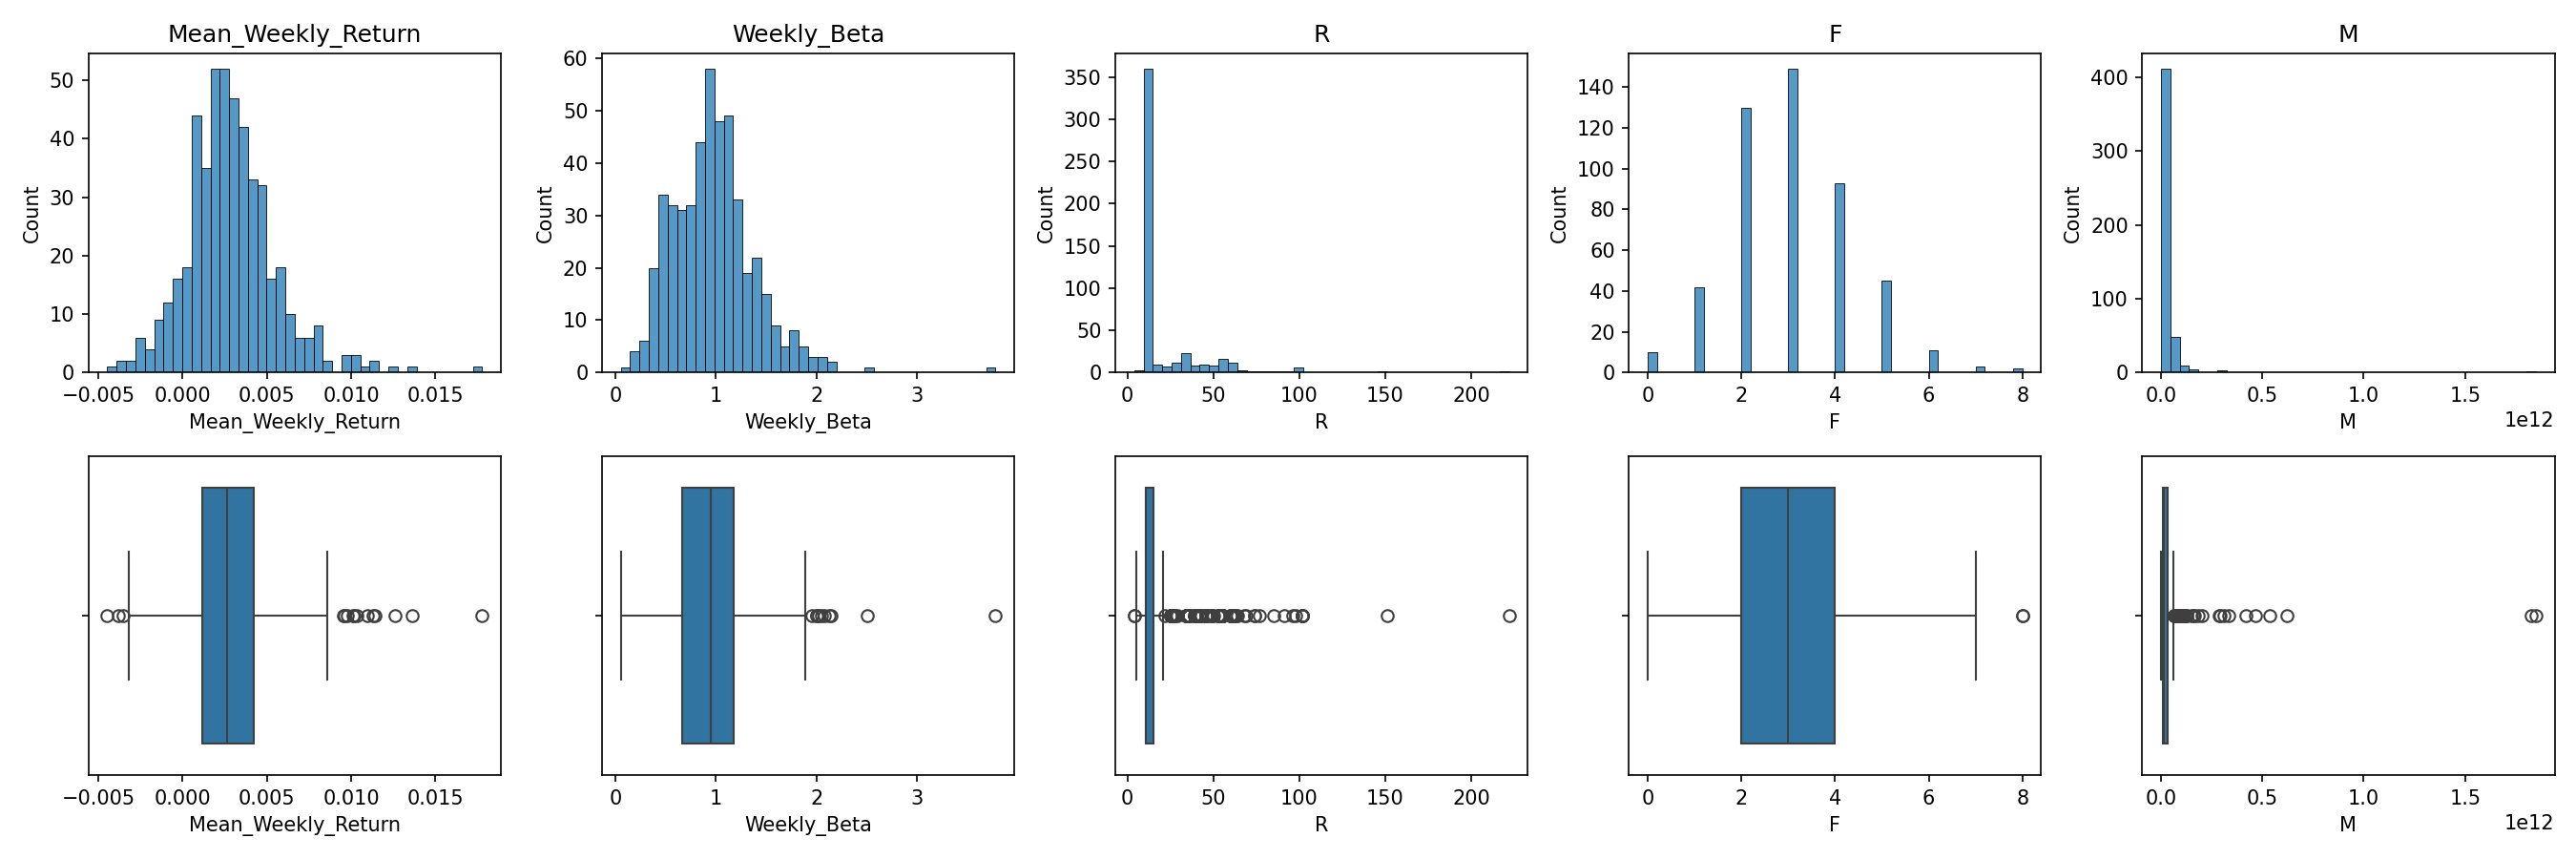 Mean_Weekly_Return
Count
0
10
20
30
40
50
−0.005 0.000 0.005 0.010 0.015
Mean_Weekly_Return
Weekly_Beta
Count
0
10
20
30
40
50
60
0 1 2 3
Weekly_Beta
R
Count
0
50
100
150
200
250
300
350
0 50 100 150 200
R
F
Count
0
20
40
60
80
100
120
140
0 2 4 6 8
F
M
Count
0
100
200
300
400
0.0 0.5 1.0 1.5
1e12
M
−0.005 0.000 0.005 0.010 0.015
Mean_Weekly_Return
0 1 2 3
Weekly_Beta
0 50 100 150 200
R
0 2 4 6 8
F
0.0 0.5 1.0 1.5
1e12
M